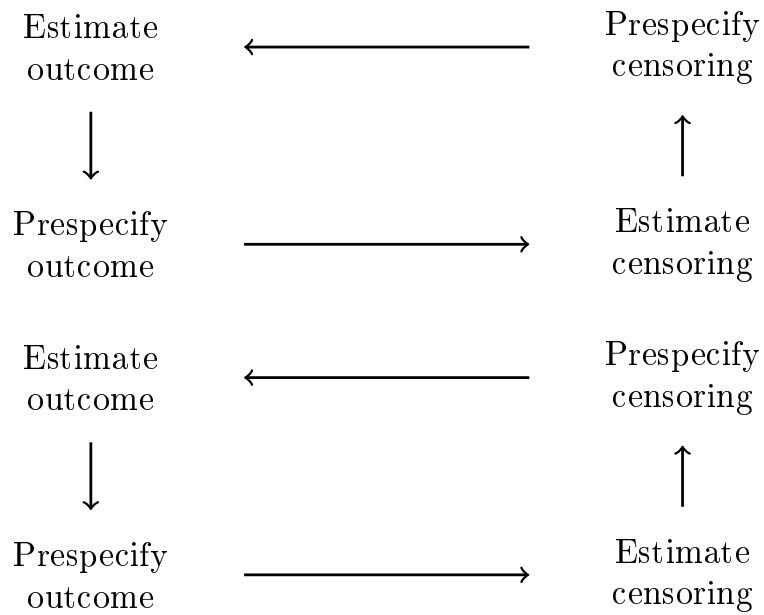 Estimate
outcome
Prespecify
censoring
Prespecify
outcome
Estimate
censoring
Estimate
outcome
Prespecify
censoring
Prespecify
outcome
Estimate
censoring